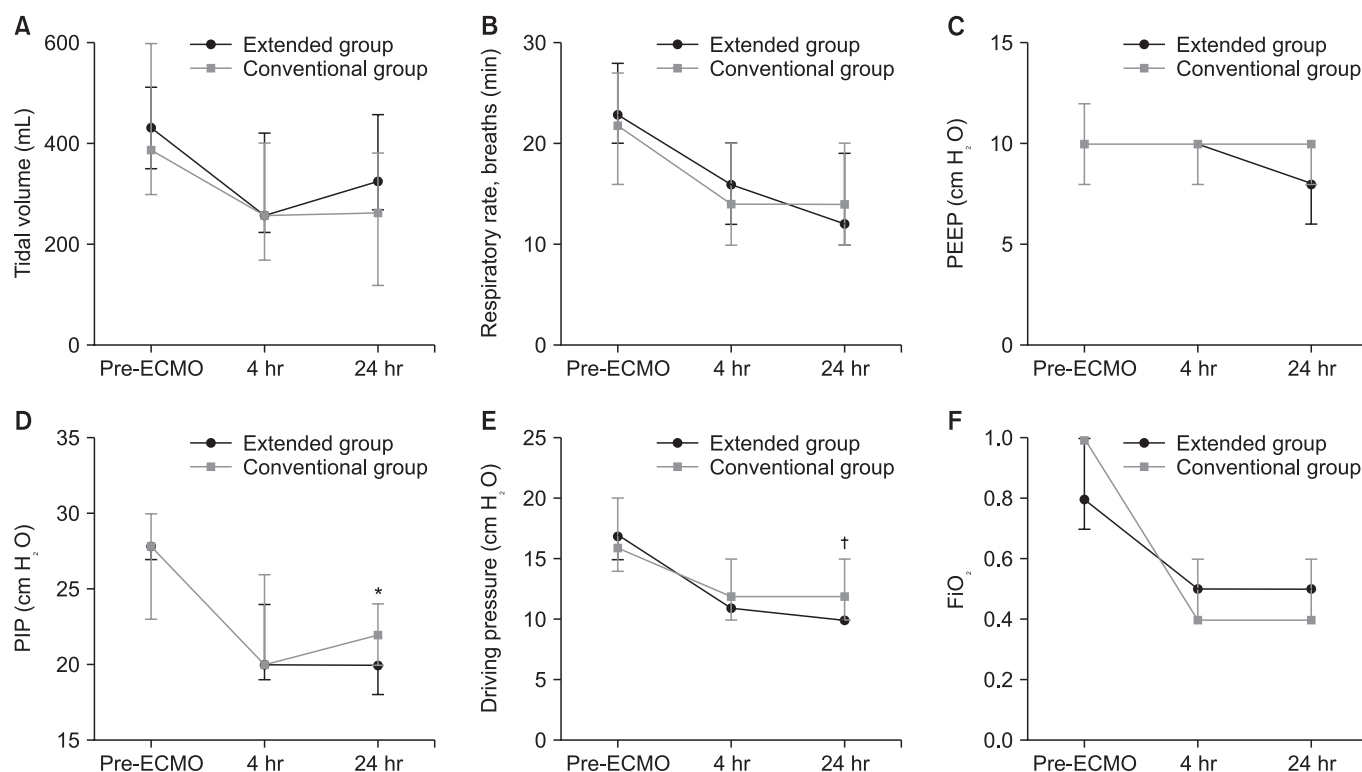 A
Extended group
Conventional group
Tidal volume (mL)
600
400
200
0
Pre-ECMO 4 hr 24 hr
B
Extended group
Conventional group
Respiratory rate, breaths (min)
30
20
10
0
Pre-ECMO 4 hr 24 hr
C
Extended group
Conventional group
PEEP (cm H₂O)
15
10
5
0
Pre-ECMO 4 hr 24 hr
D
Extended group
Conventional group
PIP (cm H₂O)
35
30
25
20
15
*
Pre-ECMO 4 hr 24 hr
E
Extended group
Conventional group
Driving pressure (cm H₂O)
25
20
15
10
5
0
†
Pre-ECMO 4 hr 24 hr
F
Extended group
Conventional group
FiO₂
1.0
0.8
0.6
0.4
0.2
0.0
Pre-ECMO 4 hr 24 hr